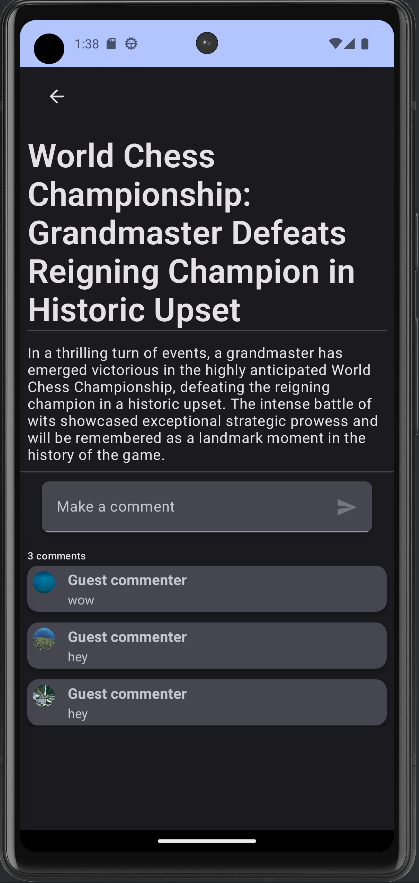 1:38
World Chess
Championship:
Grandmaster Defeats
Reigning Champion in
Historic Upset
In a thrilling turn of events, a grandmaster has
emerged victorious in the highly anticipated World
Chess Championship, defeating the reigning
champion in a historic upset. The intense battle of
wits showcased exceptional strategic prowess and
will be remembered as a landmark moment in the
history of the game.
Make a comment
3 comments
Guest commenter
wow
Guest commenter
hey
Guest commenter
hey